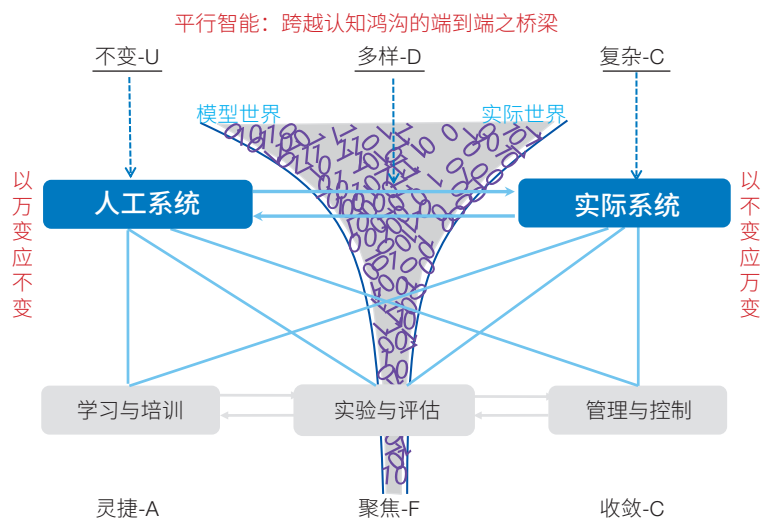 平行智能：跨越认知鸿沟的端到端之桥梁
不变-U
多样-D
复杂-C
模型世界
实际世界
以万变应不变
人工系统
实际系统
以不变应万变
学习与培训
实验与评估
管理与控制
灵捷-A
聚焦-F
收敛-C